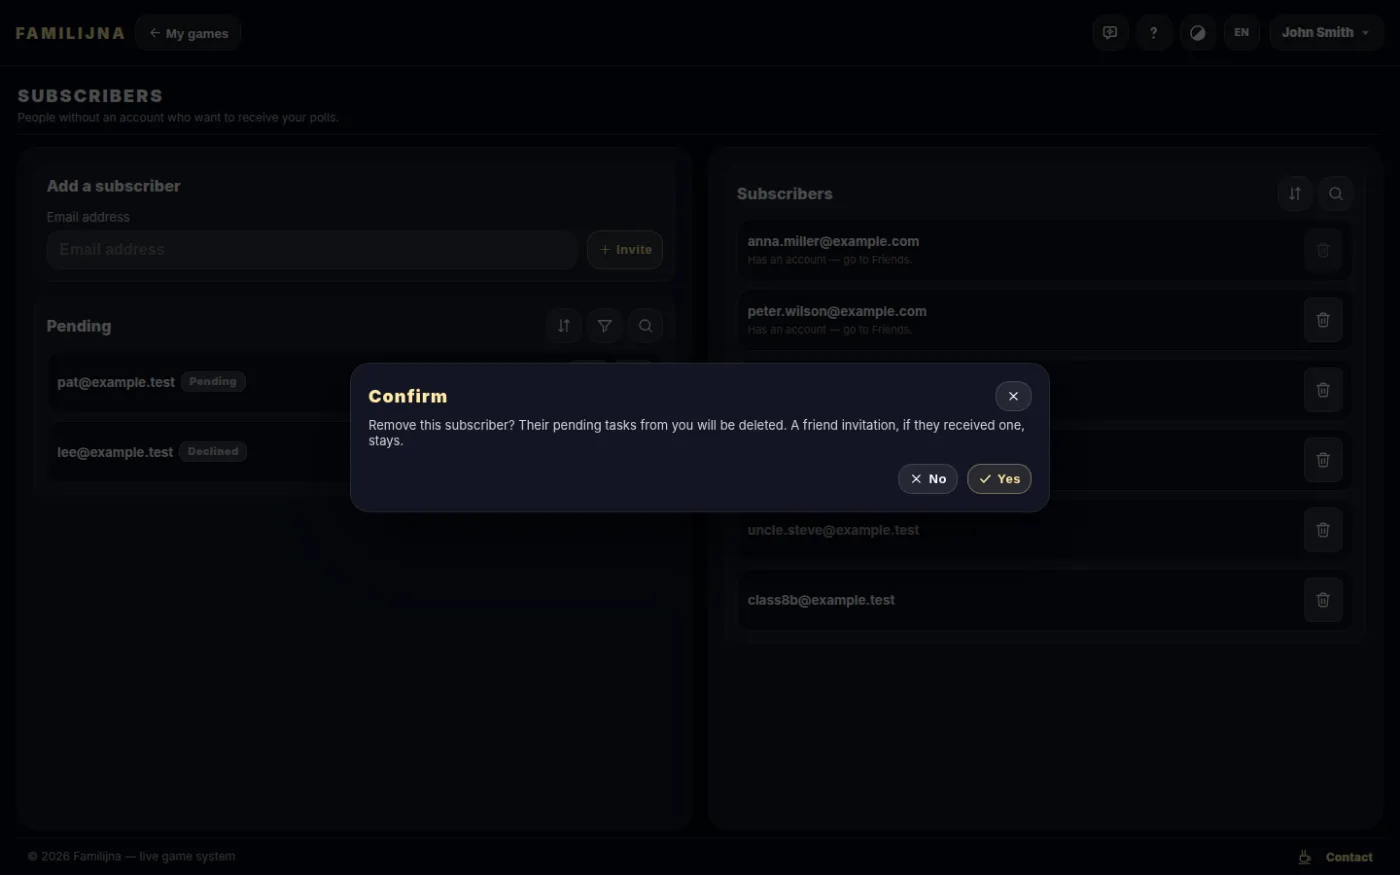 FAMILIJNA
My games
?
EN
John Smith
SUBSCRIBERS
People without an account who want to receive your polls.
Add a subscriber
Email address
Email address
+ Invite
Pending
pat@example.test Pending
lee@example.test Declined
Subscribers
anna.miller@example.com
Has an account — go to Friends.
peter.wilson@example.com
Has an account — go to Friends.
Confirm
Remove this subscriber? Their pending tasks from you will be deleted. A friend invitation, if they received one,
stays.
No
Yes
uncle.steve@example.test
class8b@example.test
© 2026 Familijna — live game system
Contact